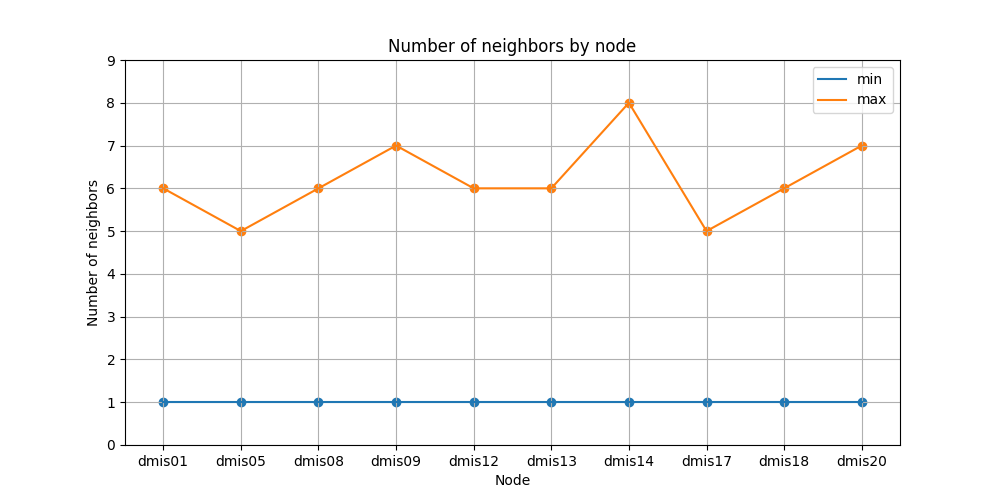 Number of neighbors by node
min
max
9
8
7
6
5
4
3
2
1
0
Number of neighbors
dmis01 dmis05 dmis08 dmis09 dmis12 dmis13 dmis14 dmis17 dmis18 dmis20
Node